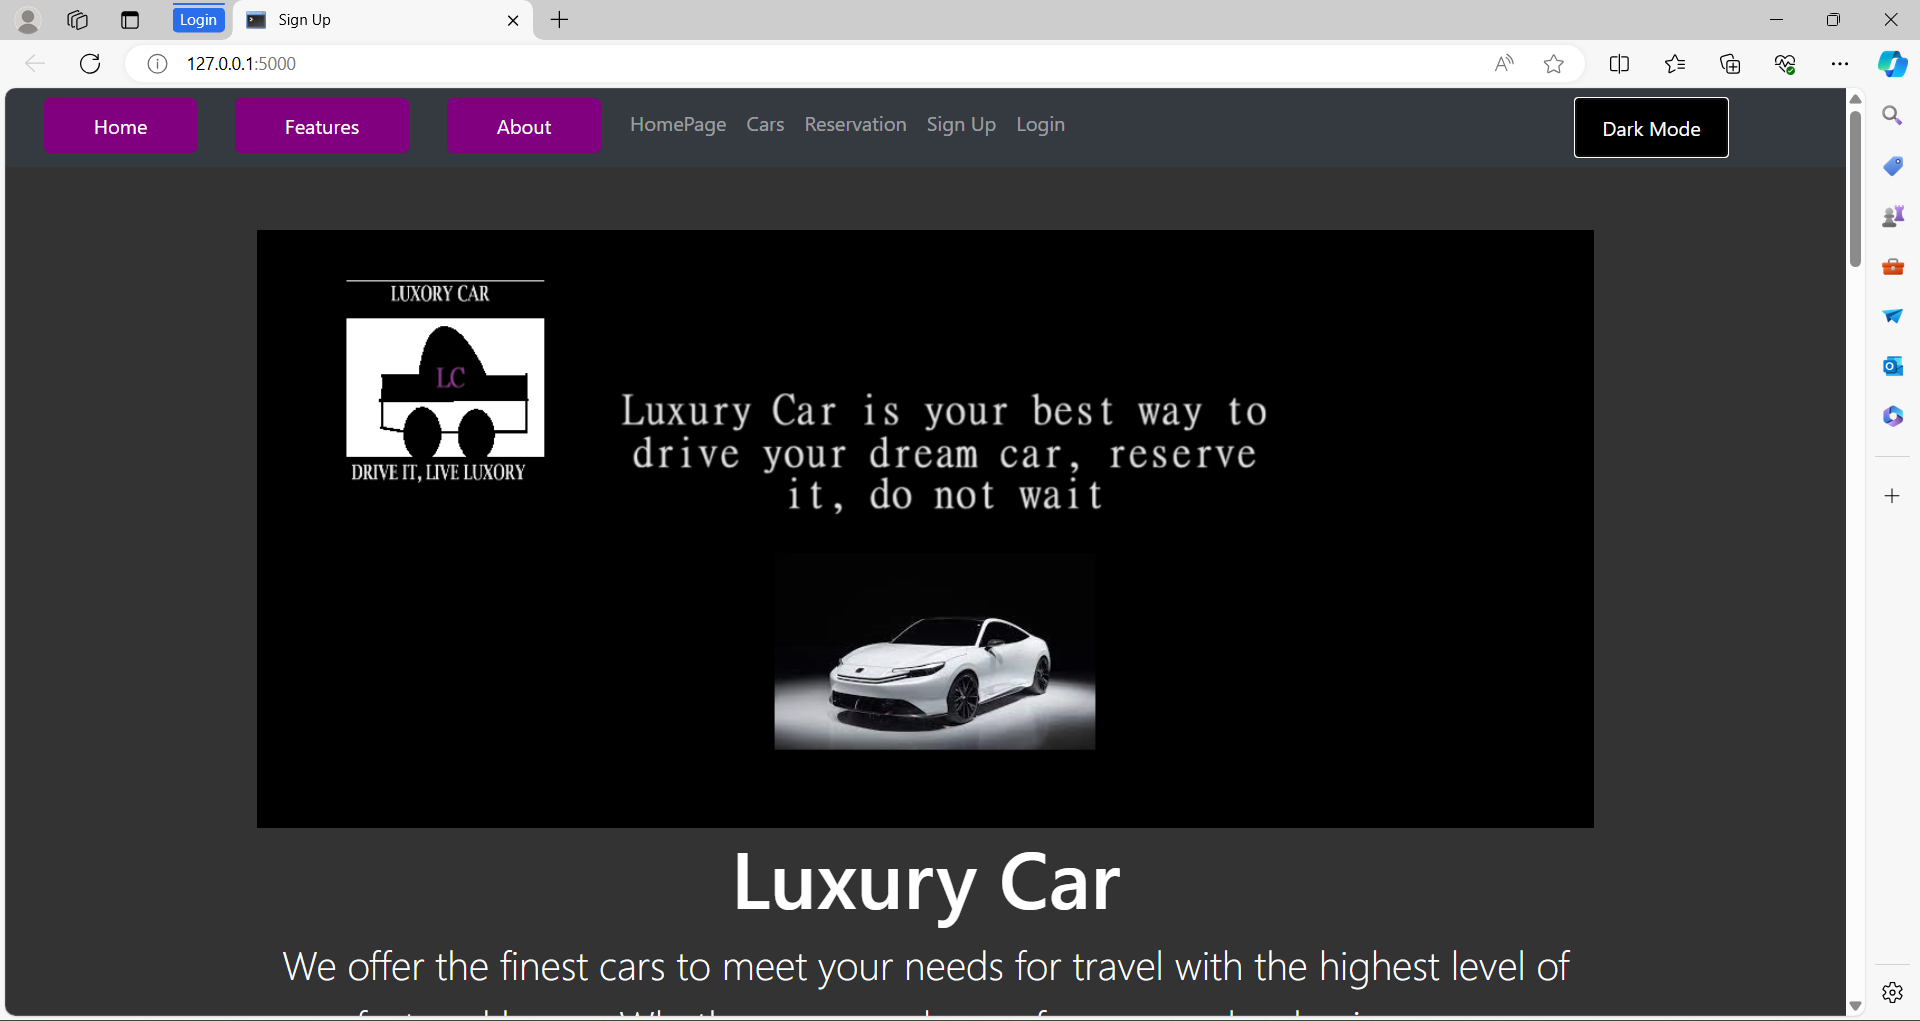 Login
Sign Up
127.0.0.1:5000
Home
Features
About
HomePage
Cars
Reservation
Sign Up
Login
Dark Mode
LUXORY CAR
LC
DRIVE IT, LIVE LUXORY
Luxury Car is your best way to
drive your dream car, reserve
it, do not wait
Luxury Car
We offer the finest cars to meet your needs for travel with the highest level of